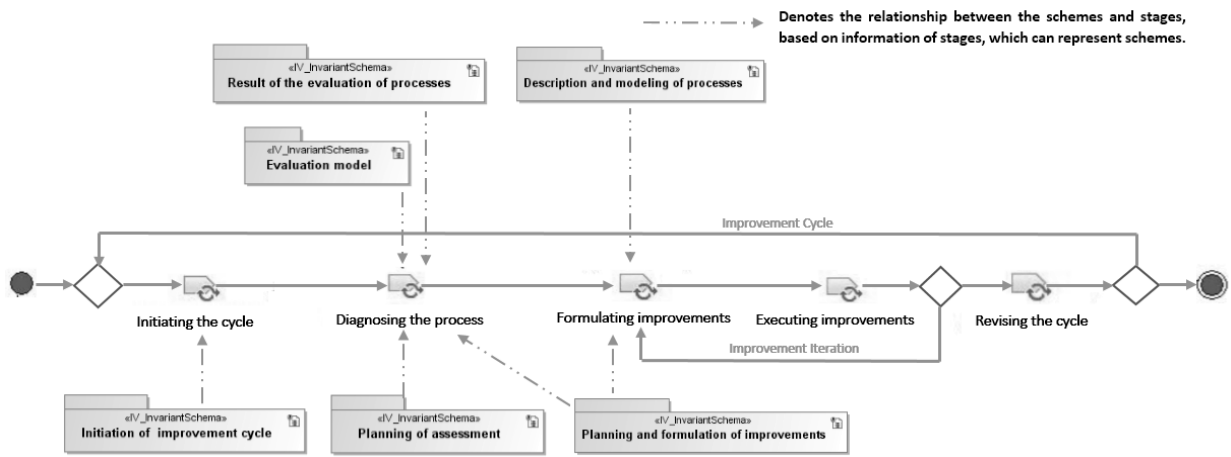 Denotes the relationship between the schemes and stages,
based on information of stages, which can represent schemes.
«IV_InvariantSchema»
Result of the evaluation of processes
«IV_InvariantSchema»
Description and modeling of processes
«IV_InvariantSchema»
Evaluation model
Improvement Cycle
Initiating the cycle
Diagnosing the process
Formulating improvements
Executing improvements
Revising the cycle
Improvement Iteration
«IV_InvariantSchema»
Initiation of improvement cycle
«IV_InvariantSchema»
Planning of assessment
«IV_InvariantSchema»
Planning and formulation of improvements